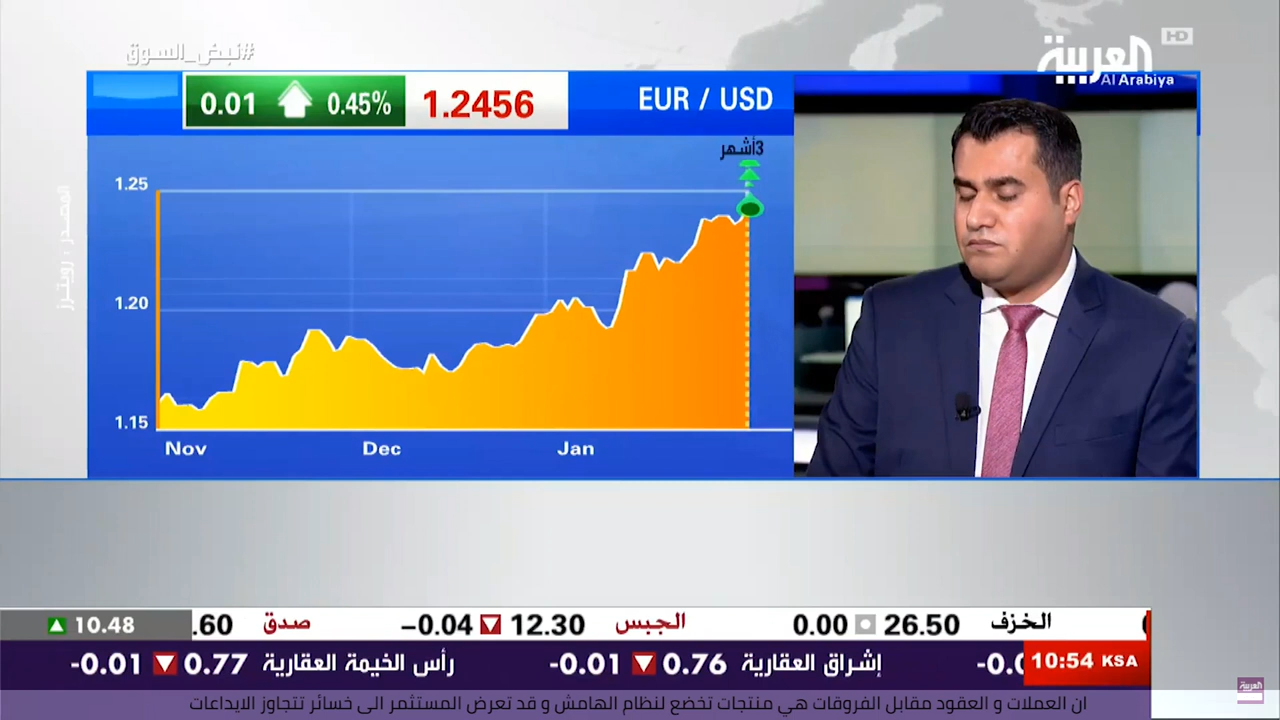 #نبض_السوق
HD
العربية
Al Arabiya
0.01 0.45% 1.2456 EUR / USD
3أشهر
1.25
1.20
1.15
Nov Dec Jan
المصدر : رويترز
الخزف 26.50 0.00 الجبس 12.30 -0.04 صدق .60
10.48
إشراق العقارية 0.76 -0.01 رأس الخيمة العقارية 0.77 -0.01
10:54 KSA
العربية
ان العملات و العقود مقابل الفروقات هي منتجات تخضع لنظام الهامش و قد تعرض المستثمر الى خسائر تتجاوز الايداعات